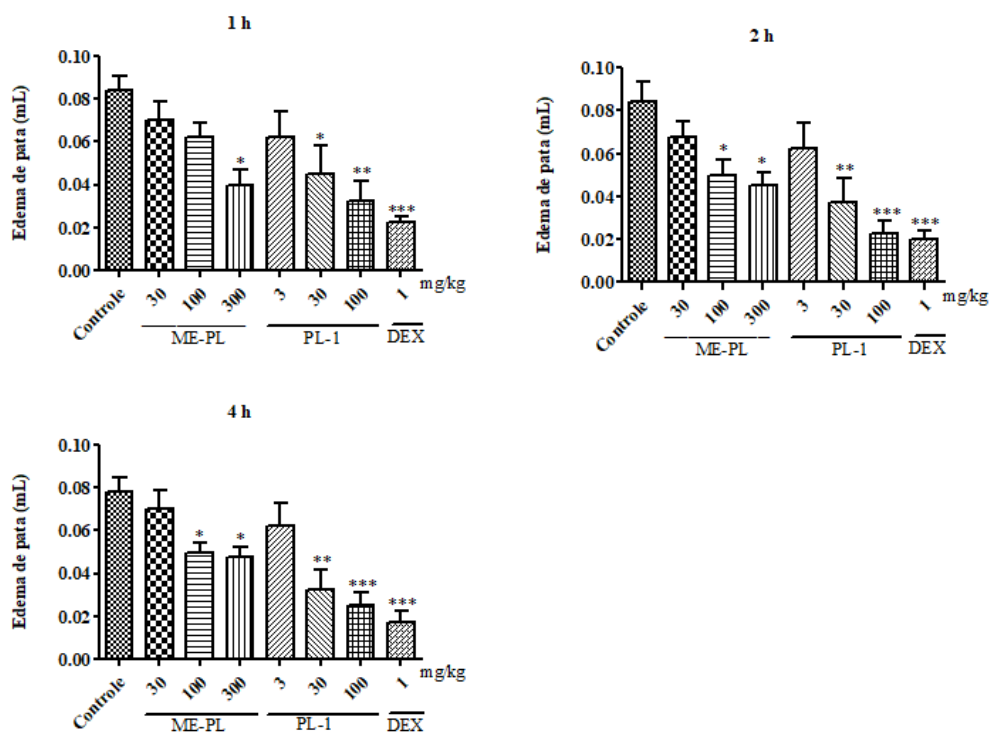 1 h
Edema de pata (mL)
0.10
0.08
0.06
0.04
0.02
0.00
*
*
**
***
Controle
30
100
300
3
30
100
1
mg/kg
ME-PL
PL-1
DEX
2 h
Edema de pata (mL)
0.10
0.08
0.06
0.04
0.02
0.00
*
*
**
***
***
Controle
30
100
300
3
30
100
1
mg/kg
ME-PL
PL-1
DEX
4 h
Edema de pata (mL)
0.10
0.08
0.06
0.04
0.02
0.00
*
*
**
***
***
Controle
30
100
300
3
30
100
1
mg/kg
ME-PL
PL-1
DEX